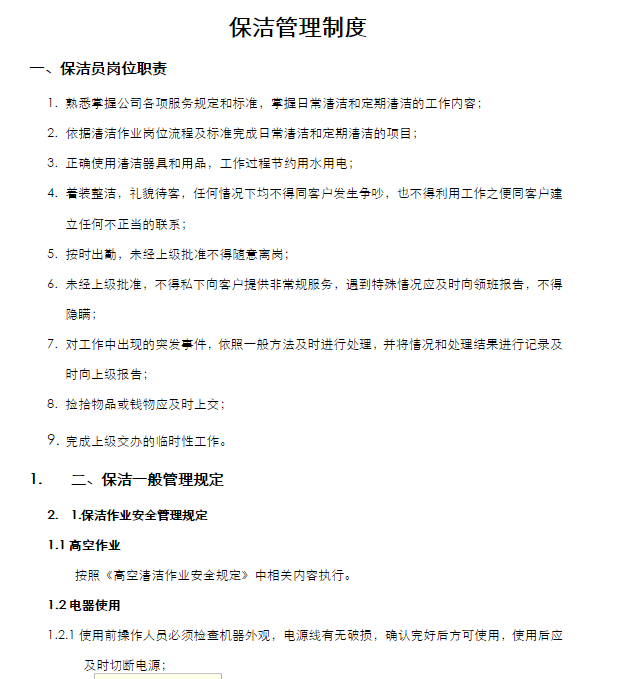 保洁管理制度
一、保洁员岗位职责
1. 熟悉掌握公司各项服务规定和标准，掌握日常清洁和定期清洁的工作内容；
2. 依据清洁作业岗位流程及标准完成日常清洁和定期清洁的项目；
3. 正确使用清洁器具和用品，工作过程节约用水用电；
4. 着装整洁，礼貌待客，任何情况下均不得同客户发生争吵，也不得利用工作之便同客户建
立任何不正当的联系；
5. 按时出勤，未经上级批准不得随意离岗；
6. 未经上级批准，不得私下向客户提供非常规服务，遇到特殊情况应及时向领班报告，不得
隐瞒；
7. 对工作中出现的突发事件，依照一般方法及时进行处理，并将情况和处理结果进行记录及
时向上级报告；
8. 捡拾物品或钱物应及时上交；
9. 完成上级交办的临时性工作。
1. 二、保洁一般管理规定
2. 1.保洁作业安全管理规定
1.1 高空作业
按照《高空清洁作业安全规定》中相关内容执行。
1.2 电器使用
1.2.1 使用前操作人员必须检查机器外观，电源线有无破损，确认完好后方可使用，使用后应
及时切断电源；